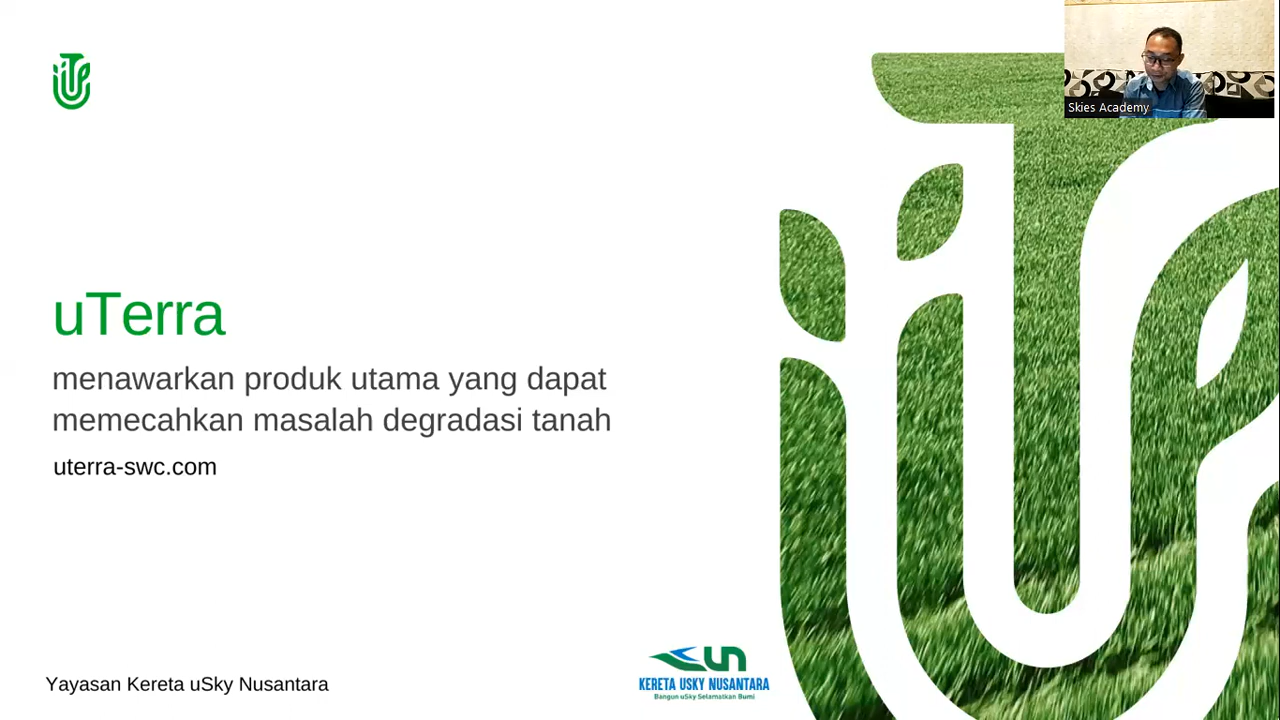 Skies Academy
uTerra
menawarkan produk utama yang dapat
memecahkan masalah degradasi tanah
uterra-swc.com
Yayasan Kereta uSky Nusantara
KERETA USKY NUSANTARA
Bangun uSky Selamatkan Bumi